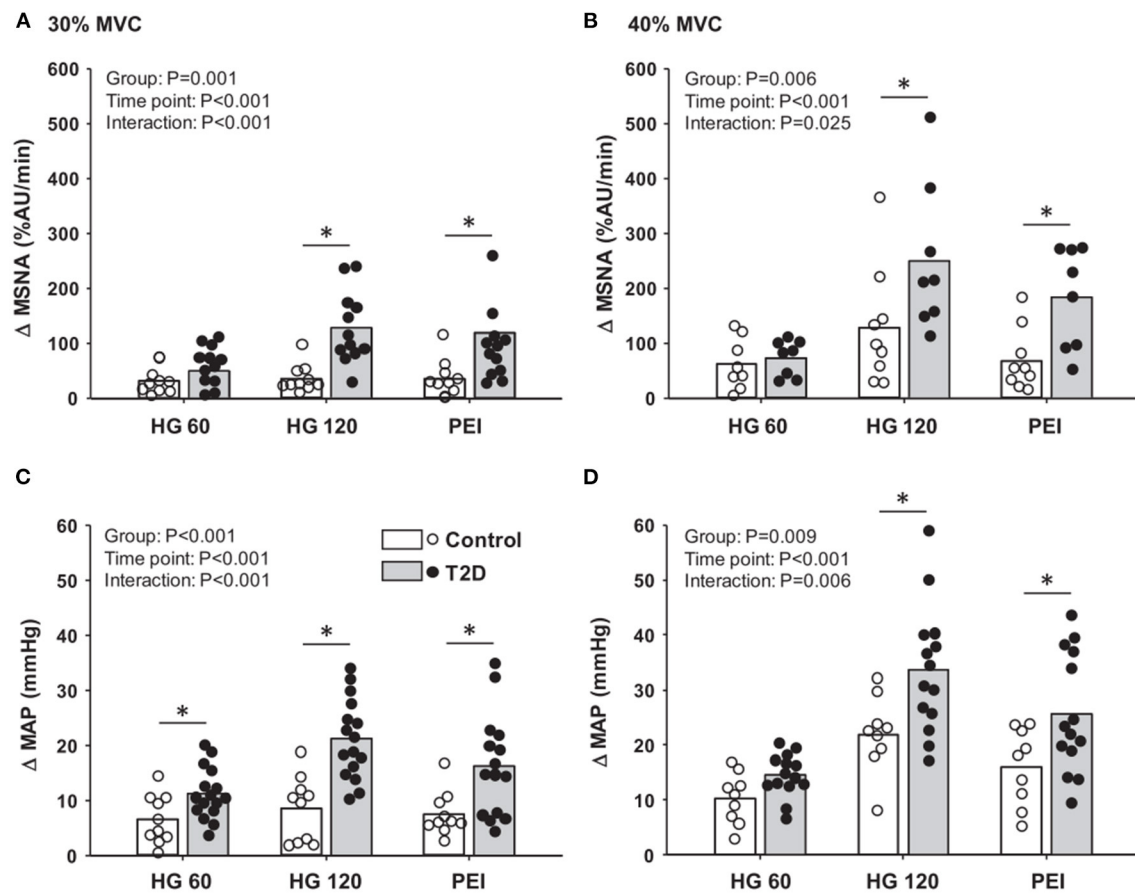 A 30% MVC
Δ MSNA (%AU/min)
600
500
400
300
200
100
0
Group: P=0.001
Time point: P<0.001
Interaction: P<0.001
*
*
HG 60 HG 120 PEI
B 40% MVC
Δ MSNA (%AU/min)
600
500
400
300
200
100
0
Group: P=0.006
Time point: P<0.001
Interaction: P=0.025
*
*
HG 60 HG 120 PEI
C
Δ MAP (mmHg)
60
50
40
30
20
10
0
Group: P<0.001
Time point: P<0.001
Interaction: P<0.001
Control
T2D
*
*
*
HG 60 HG 120 PEI
D
Δ MAP (mmHg)
60
50
40
30
20
10
0
Group: P=0.009
Time point: P<0.001
Interaction: P=0.006
*
*
HG 60 HG 120 PEI